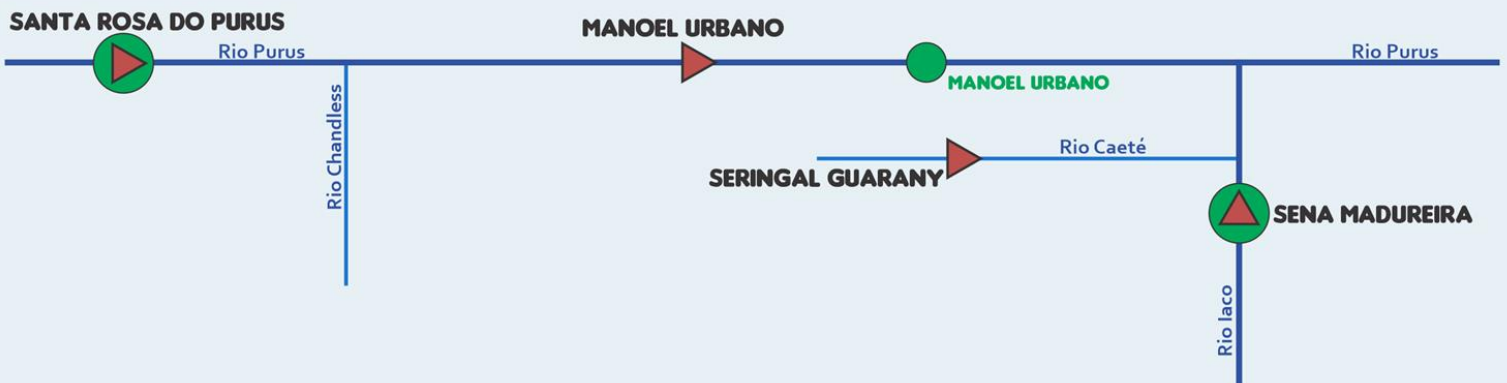 SANTA ROSA DO PURUS
MANOEL URBANO
Rio Purus
Rio Purus
MANOEL URBANO
Rio Chandless
Rio Caeté
SERINGAL GUARANY
SENA MADUREIRA
Rio Iaco